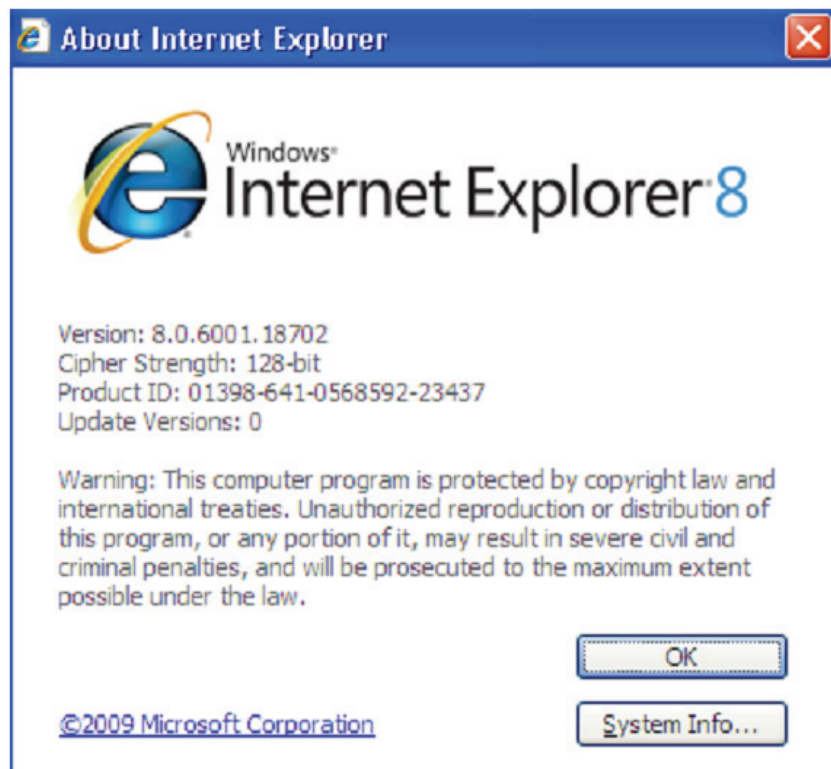 About Internet Explorer
Windows®
Internet Explorer® 8
Version: 8.0.6001.18702
Cipher Strength: 128-bit
Product ID: 01398-641-0568592-23437
Update Versions: 0
Warning: This computer program is protected by copyright law and
international treaties. Unauthorized reproduction or distribution of
this program, or any portion of it, may result in severe civil and
criminal penalties, and will be prosecuted to the maximum extent
possible under the law.
OK
©2009 Microsoft Corporation
System Info...